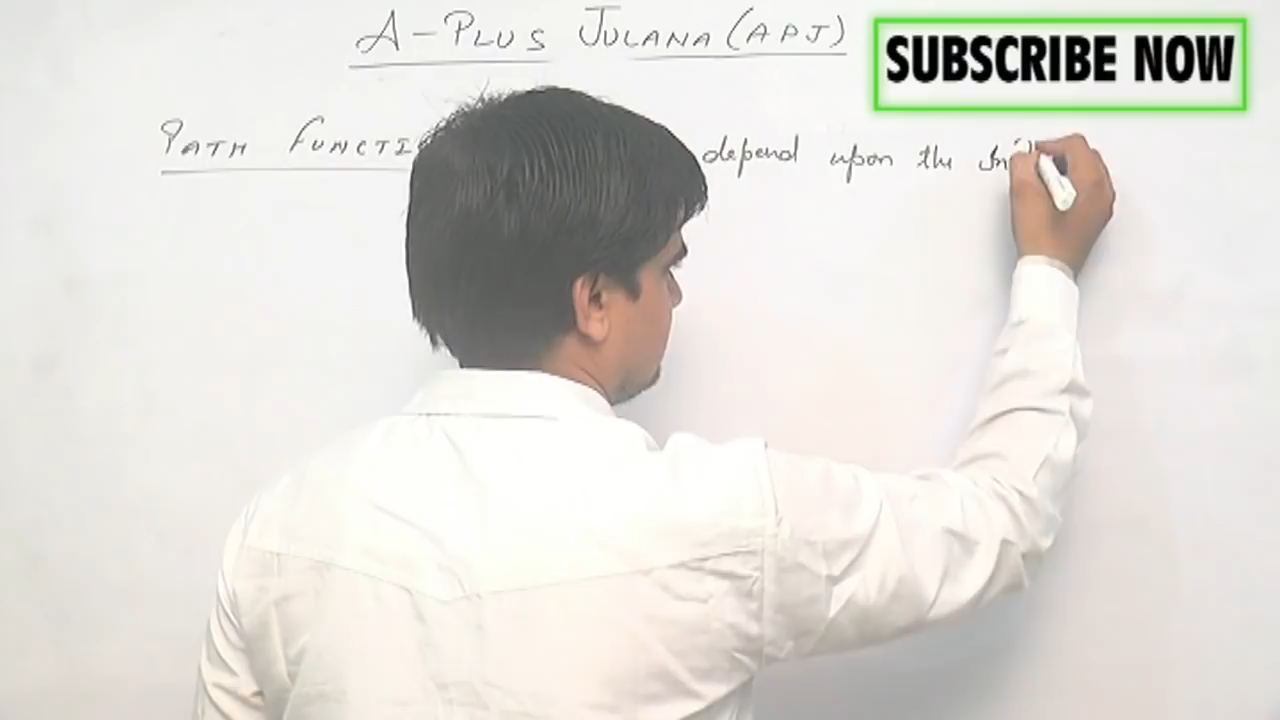 A-PLUS JULANA (APJ)
SUBSCRIBE NOW
PATH FUNCTI depend upon the